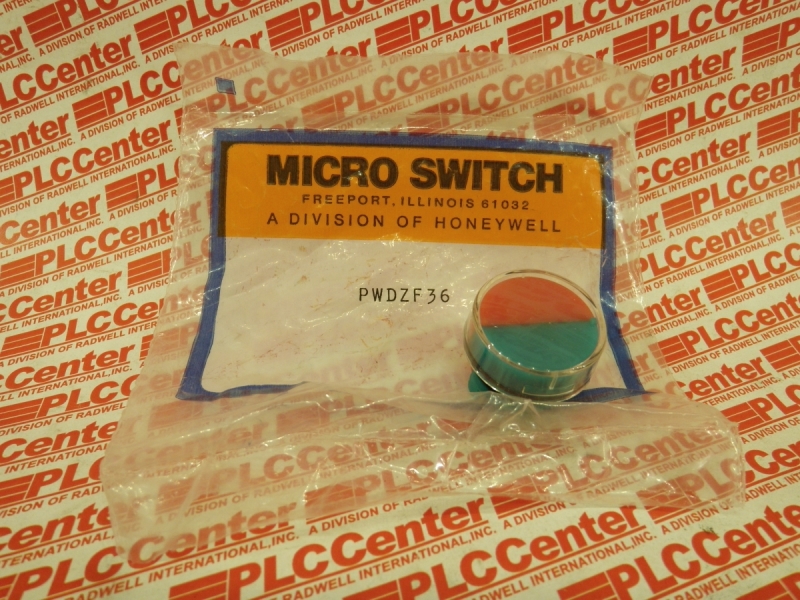 MICRO SWITCH
FREEPORT, ILLINOIS 61032
A DIVISION OF HONEYWELL
PWDZF36
PLCCenter
A DIVISION OF RADWELL INTERNATIONAL, INC.